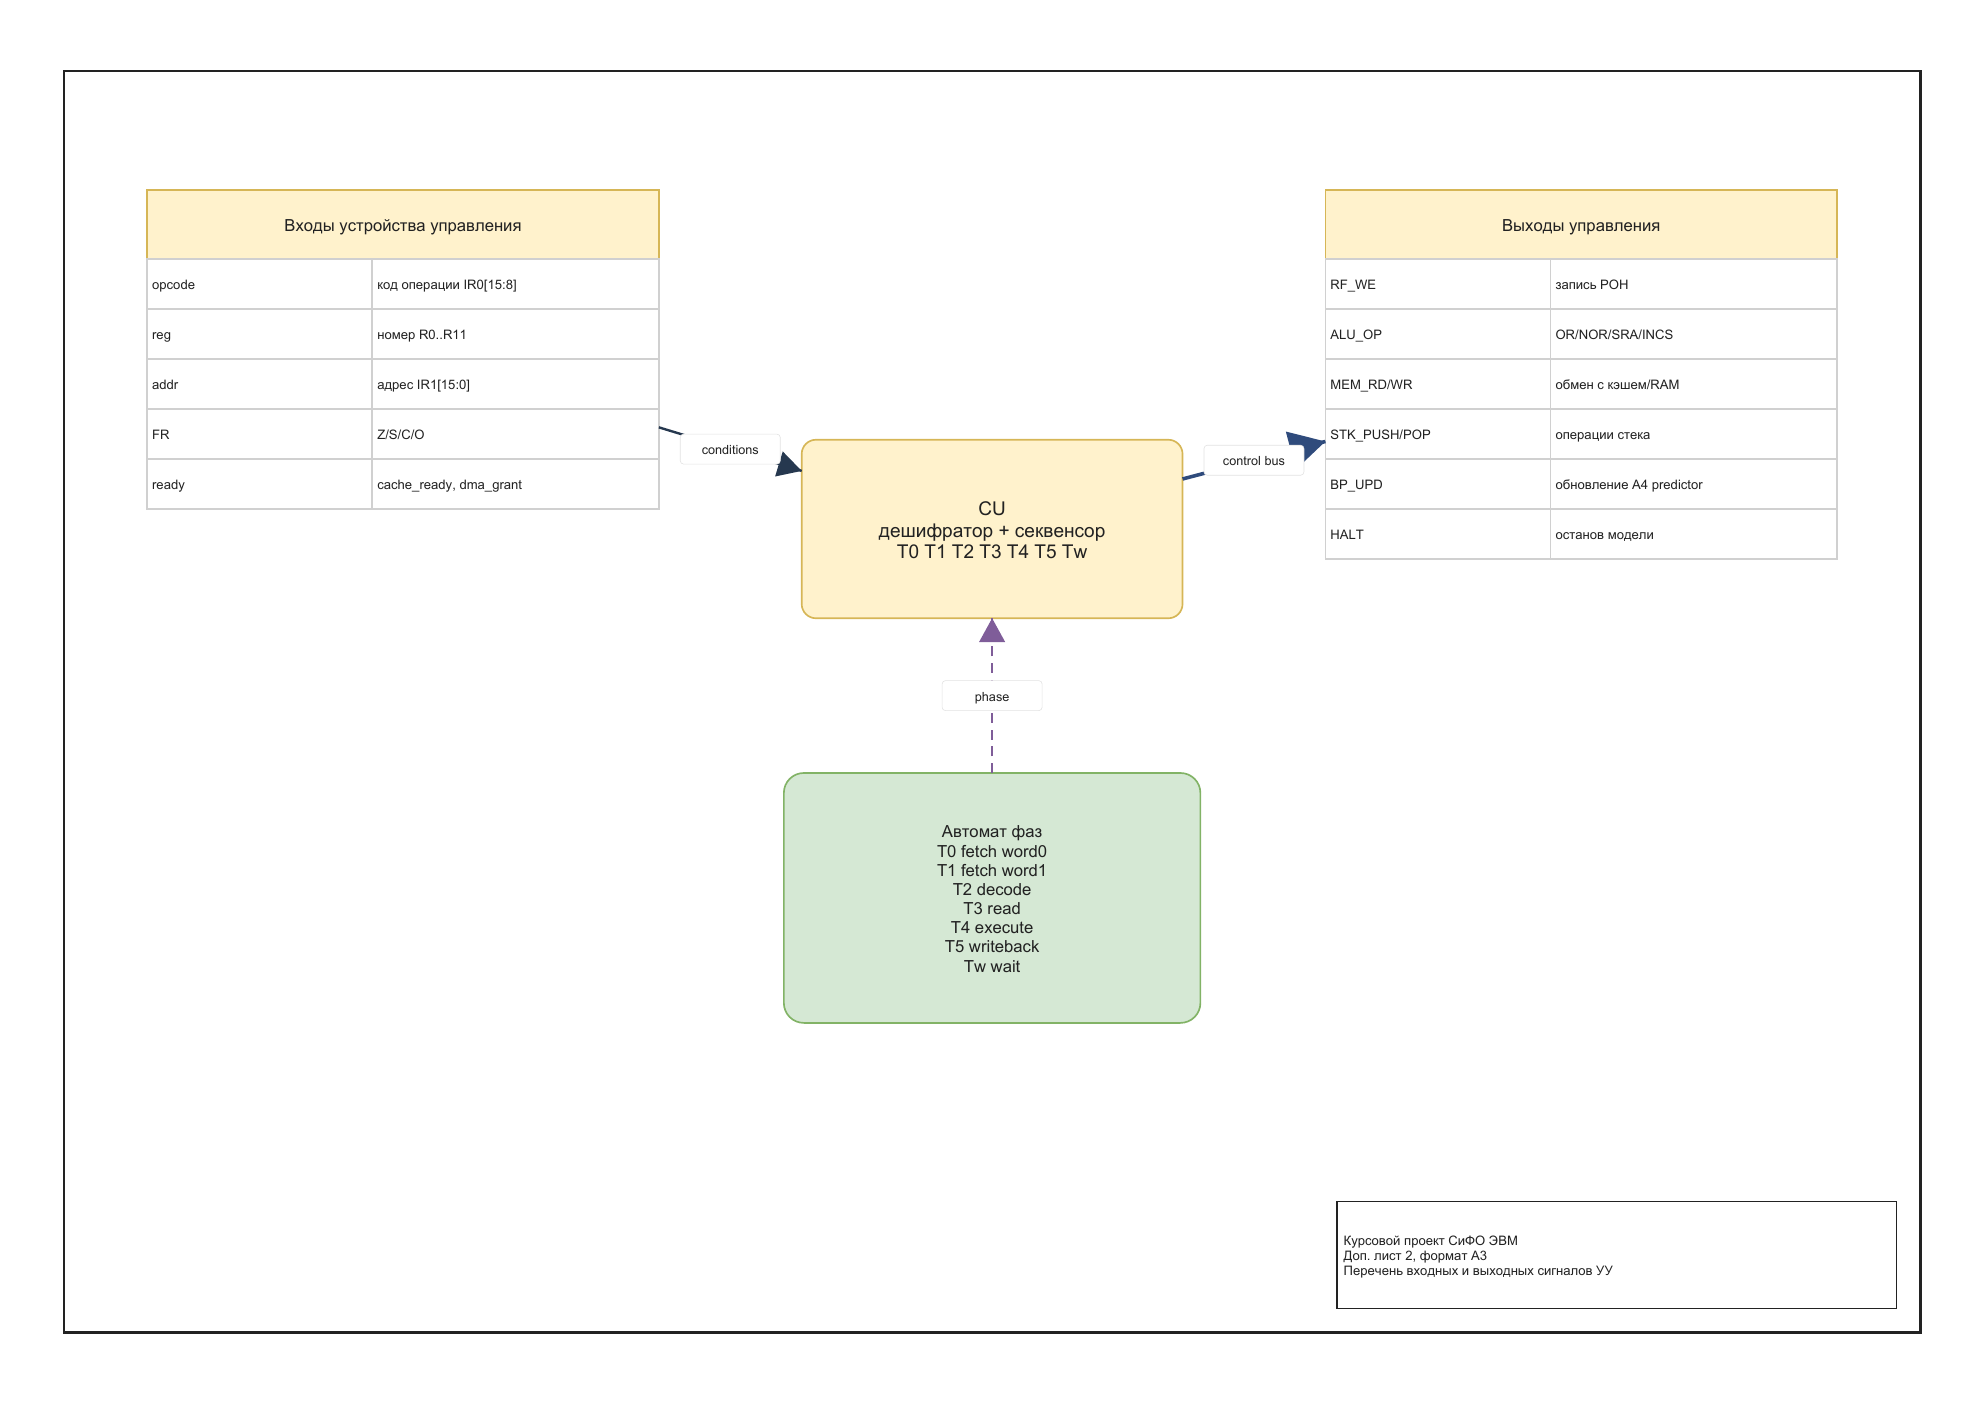 Входы устройства управления
opcode код операции IR0[15:8]
reg номер R0..R11
addr адрес IR1[15:0]
FR Z/S/C/O
ready cache_ready, dma_grant
conditions
CU
дешифратор + секвенсор
T0 T1 T2 T3 T4 T5 Tw
control bus
Выходы управления
RF_WE запись РОН
ALU_OP OR/NOR/SRA/INCS
MEM_RD/WR обмен с кэшем/RAM
STK_PUSH/POP операции стека
BP_UPD обновление A4 predictor
HALT останов модели
phase
Автомат фаз
T0 fetch word0
T1 fetch word1
T2 decode
T3 read
T4 execute
T5 writeback
Tw wait
Курсовой проект СиФО ЭВМ
Доп. лист 2, формат А3
Перечень входных и выходных сигналов УУ